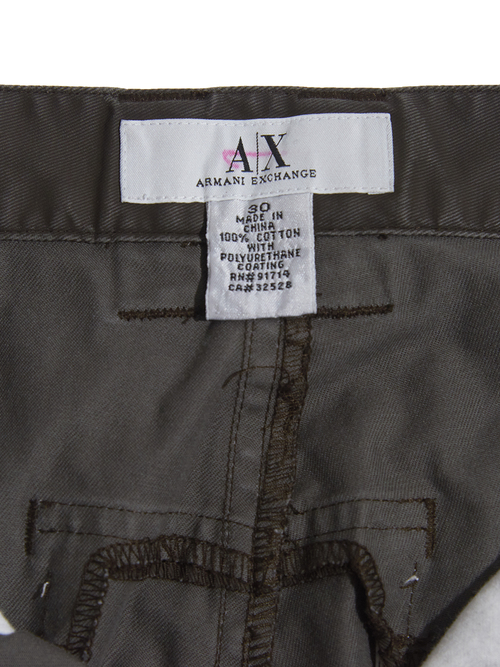 A|X
ARMANI EXCHANGE
30
MADE IN
CHINA
100% COTTON
WITH
POLYURETHANE
COATING
RN# 91714
CA# 32528